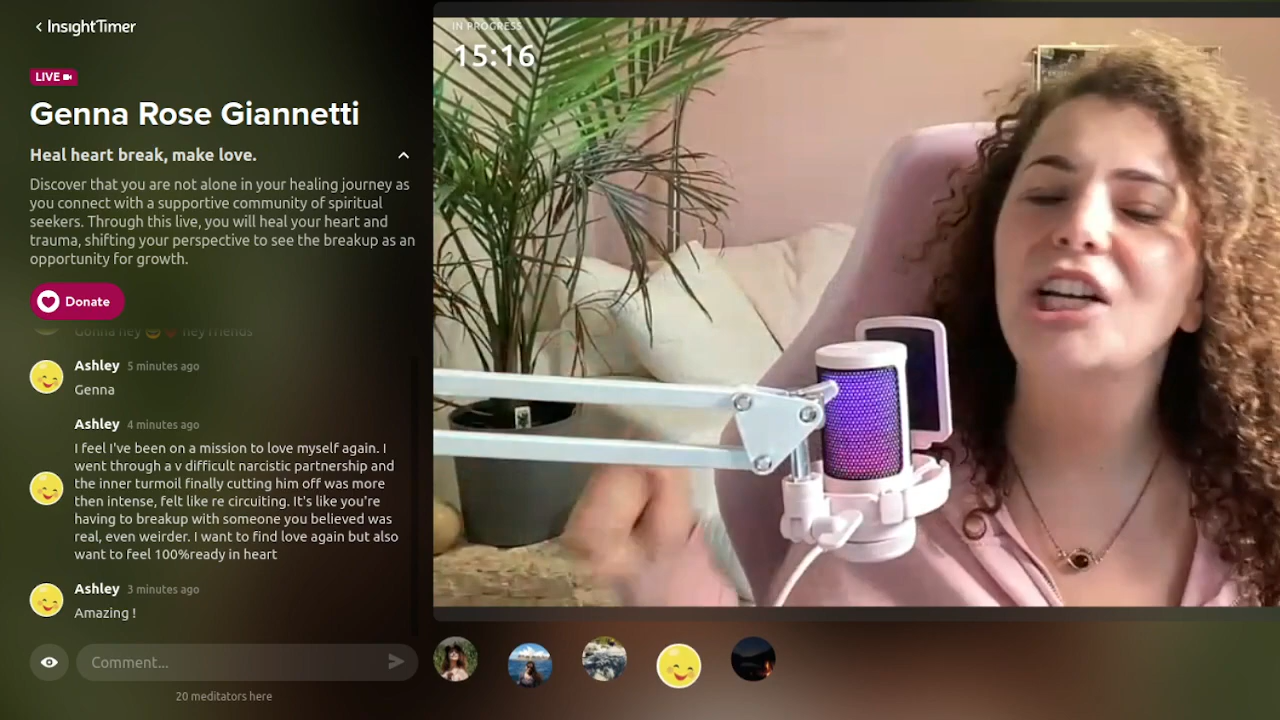 InsightTimer
LIVE
Genna Rose Giannetti
Heal heart break, make love.
Discover that you are not alone in your healing journey as
you connect with a supportive community of spiritual
seekers. Through this live, you will heal your heart and
trauma, shifting your perspective to see the breakup as an
opportunity for growth.
Donate
Gonna hey 😊 ❤️ hey friends
Ashley 5 minutes ago
Genna
Ashley 4 minutes ago
I feel I've been on a mission to love myself again. I
went through a v difficult narcistic partnership and
the inner turmoil finally cutting him off was more
then intense, felt like re circuiting. It's like you're
having to breakup with someone you believed was
real, even weirder. I want to find love again but also
want to feel 100%ready in heart
Ashley 3 minutes ago
Amazing !
Comment...
20 meditators here
IN PROGRESS
15:16